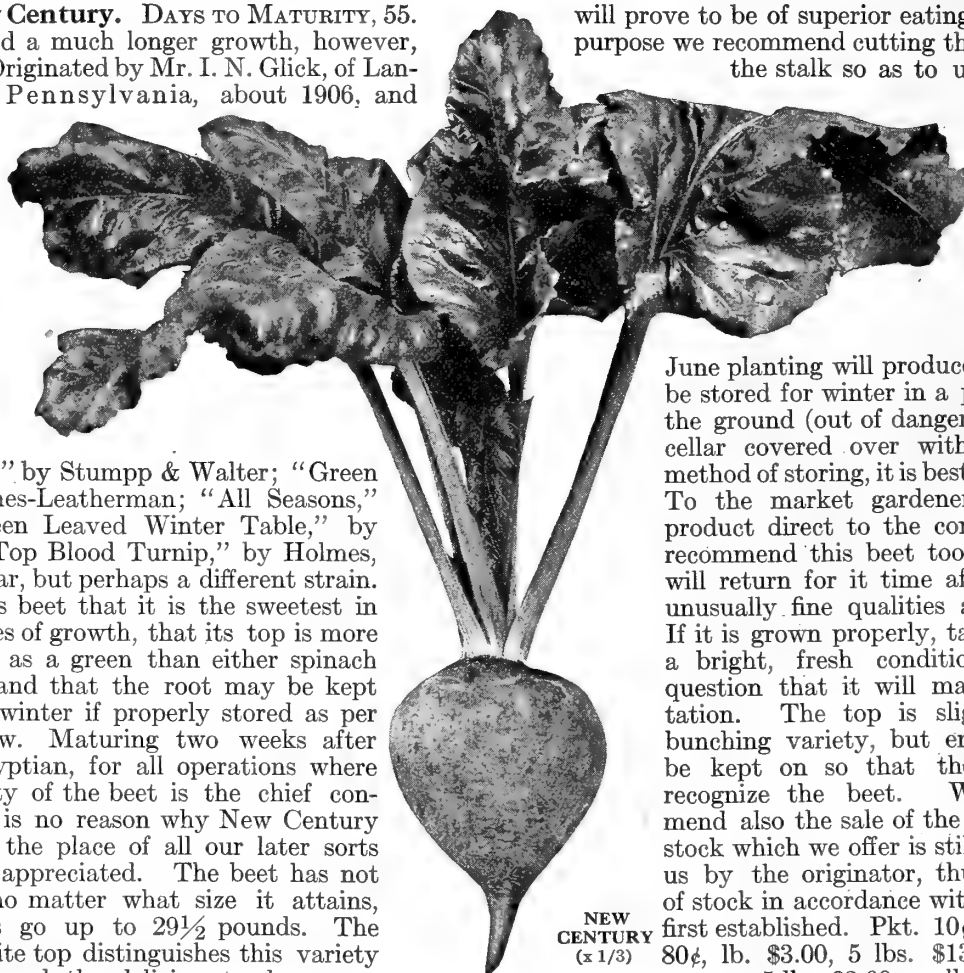 Century. DAYS TO MATURITY, 55.
d a much longer growth, however,
Originated by Mr. I. N. Glick, of Lan-
Pennsylvania, about 1906, and
” by Stumpp & Walter; “Green
nes-Leatherman; “All Seasons,”
en Leaved Winter Table,” by
Top Blood Turnip,” by Holmes,
ar, but perhaps a different strain.
s beet that it is the sweetest in
es of growth, that its top is more
as a green than either spinach
and that the root may be kept
winter if properly stored as per
w. Maturing two weeks after
yptian, for all operations where
ty of the beet is the chief con-
is no reason why New Century
the place of all our later sorts
appreciated. The beet has not
no matter what size it attains,
s go up to 29½ pounds. The
ite top distinguishes this variety
will prove to be of superior eating
purpose we recommend cutting th
the stalk so as to u
June planting will produce
be stored for winter in a p
the ground (out of danger
cellar covered over with
method of storing, it is best
To the market gardener
product direct to the con
recommend this beet too
will return for it time af
unusually fine qualities a
If it is grown properly, ta
a bright, fresh conditio
question that it will ma
tation. The top is slig
bunching variety, but en
be kept on so that the
recognize the beet. W
mend also the sale of the
stock which we offer is stil
us by the originator, thu
of stock in accordance wit
first established. Pkt. 10¢
80¢, lb. $3.00, 5 lbs. $13
NEW
CENTURY
(x 1/3)